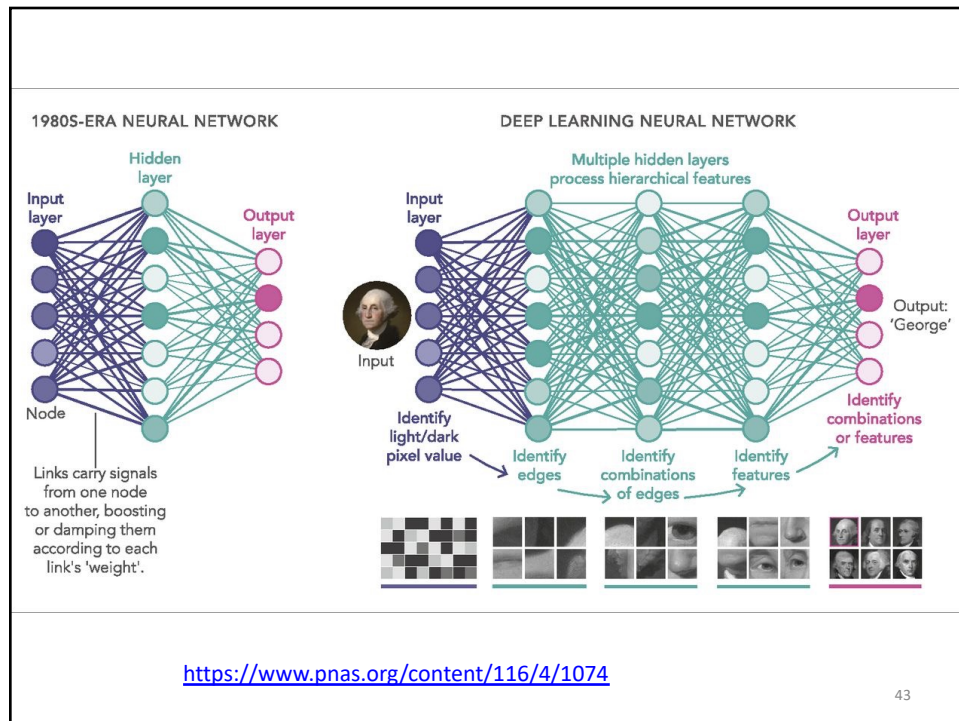 1980S-ERA NEURAL NETWORK
Hidden
layer
Input
layer
Output
layer
Node
Links carry signals
from one node
to another, boosting
or damping them
according to each
link's 'weight'.
DEEP LEARNING NEURAL NETWORK
Multiple hidden layers
process hierarchical features
Input
layer
Output
layer
Input
Output:
'George'
Identify
light/dark
pixel value
Identify
edges
Identify
combinations
of edges
Identify
features
Identify
combinations
or features
https://www.pnas.org/content/116/4/1074
43